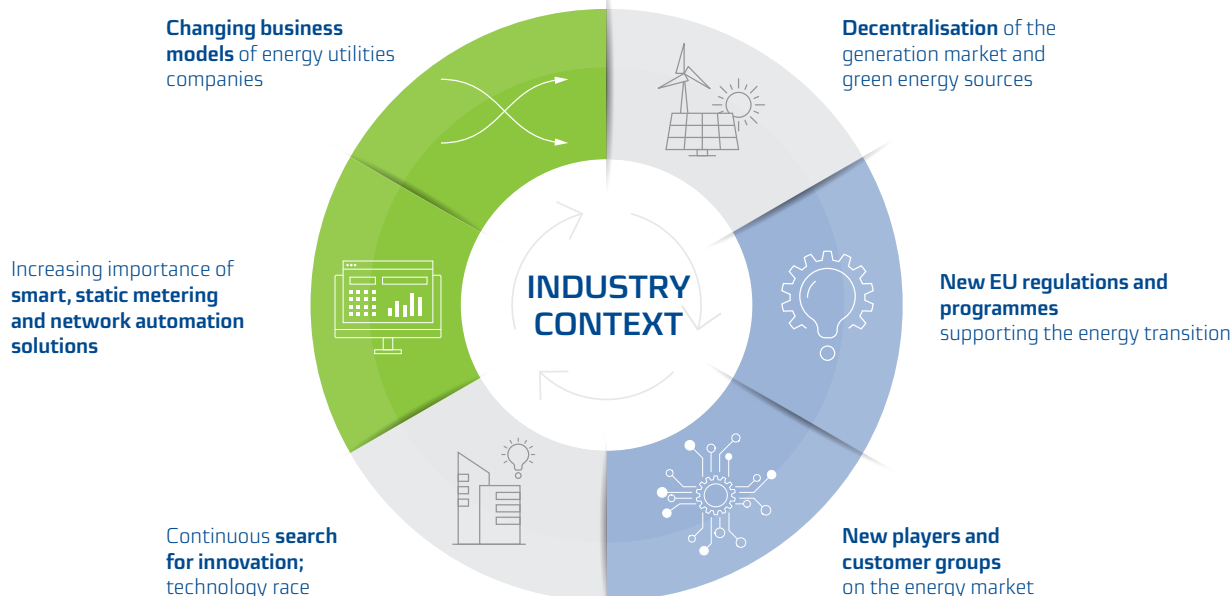 Changing business
models of energy utilities
companies
Decentralisation of the
generation market and
green energy sources
Increasing importance of
smart, static metering
and network automation
solutions
INDUSTRY
CONTEXT
New EU regulations and
programmes
supporting the energy transition
Continuous search
for innovation;
technology race
New players and
customer groups
on the energy market